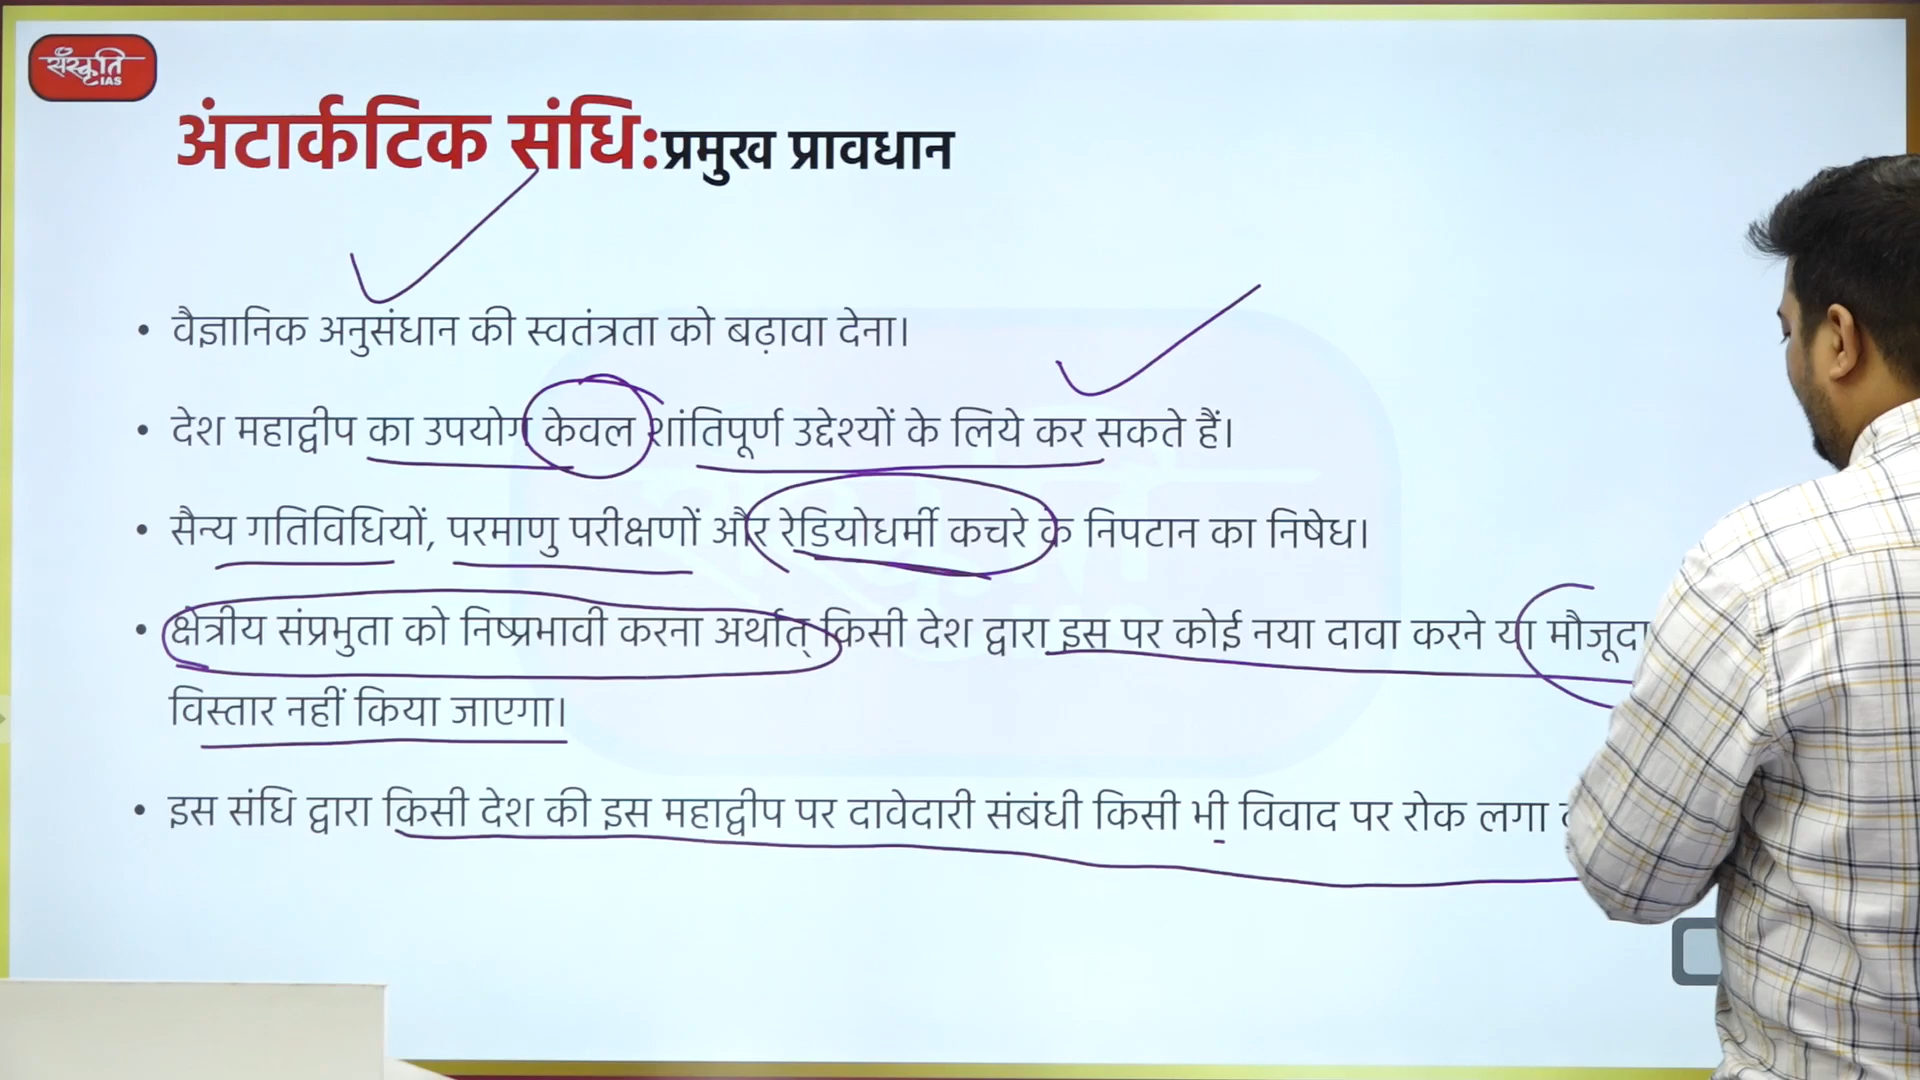 संस्कृति
IAS
अंटार्कटिक संधि:प्रमुख प्रावधान
• वैज्ञानिक अनुसंधान की स्वतंत्रता को बढ़ावा देना।
• देश महाद्वीप का उपयोग केवल शांतिपूर्ण उद्देश्यों के लिये कर सकते हैं।
• सैन्य गतिविधियों, परमाणु परीक्षणों और रेडियोधर्मी कचरे के निपटान का निषेध।
• क्षेत्रीय संप्रभुता को निष्प्रभावी करना अर्थात् किसी देश द्वारा इस पर कोई नया दावा करने या मौजूदा
विस्तार नहीं किया जाएगा।
• इस संधि द्वारा किसी देश की इस महाद्वीप पर दावेदारी संबंधी किसी भी विवाद पर रोक लगा